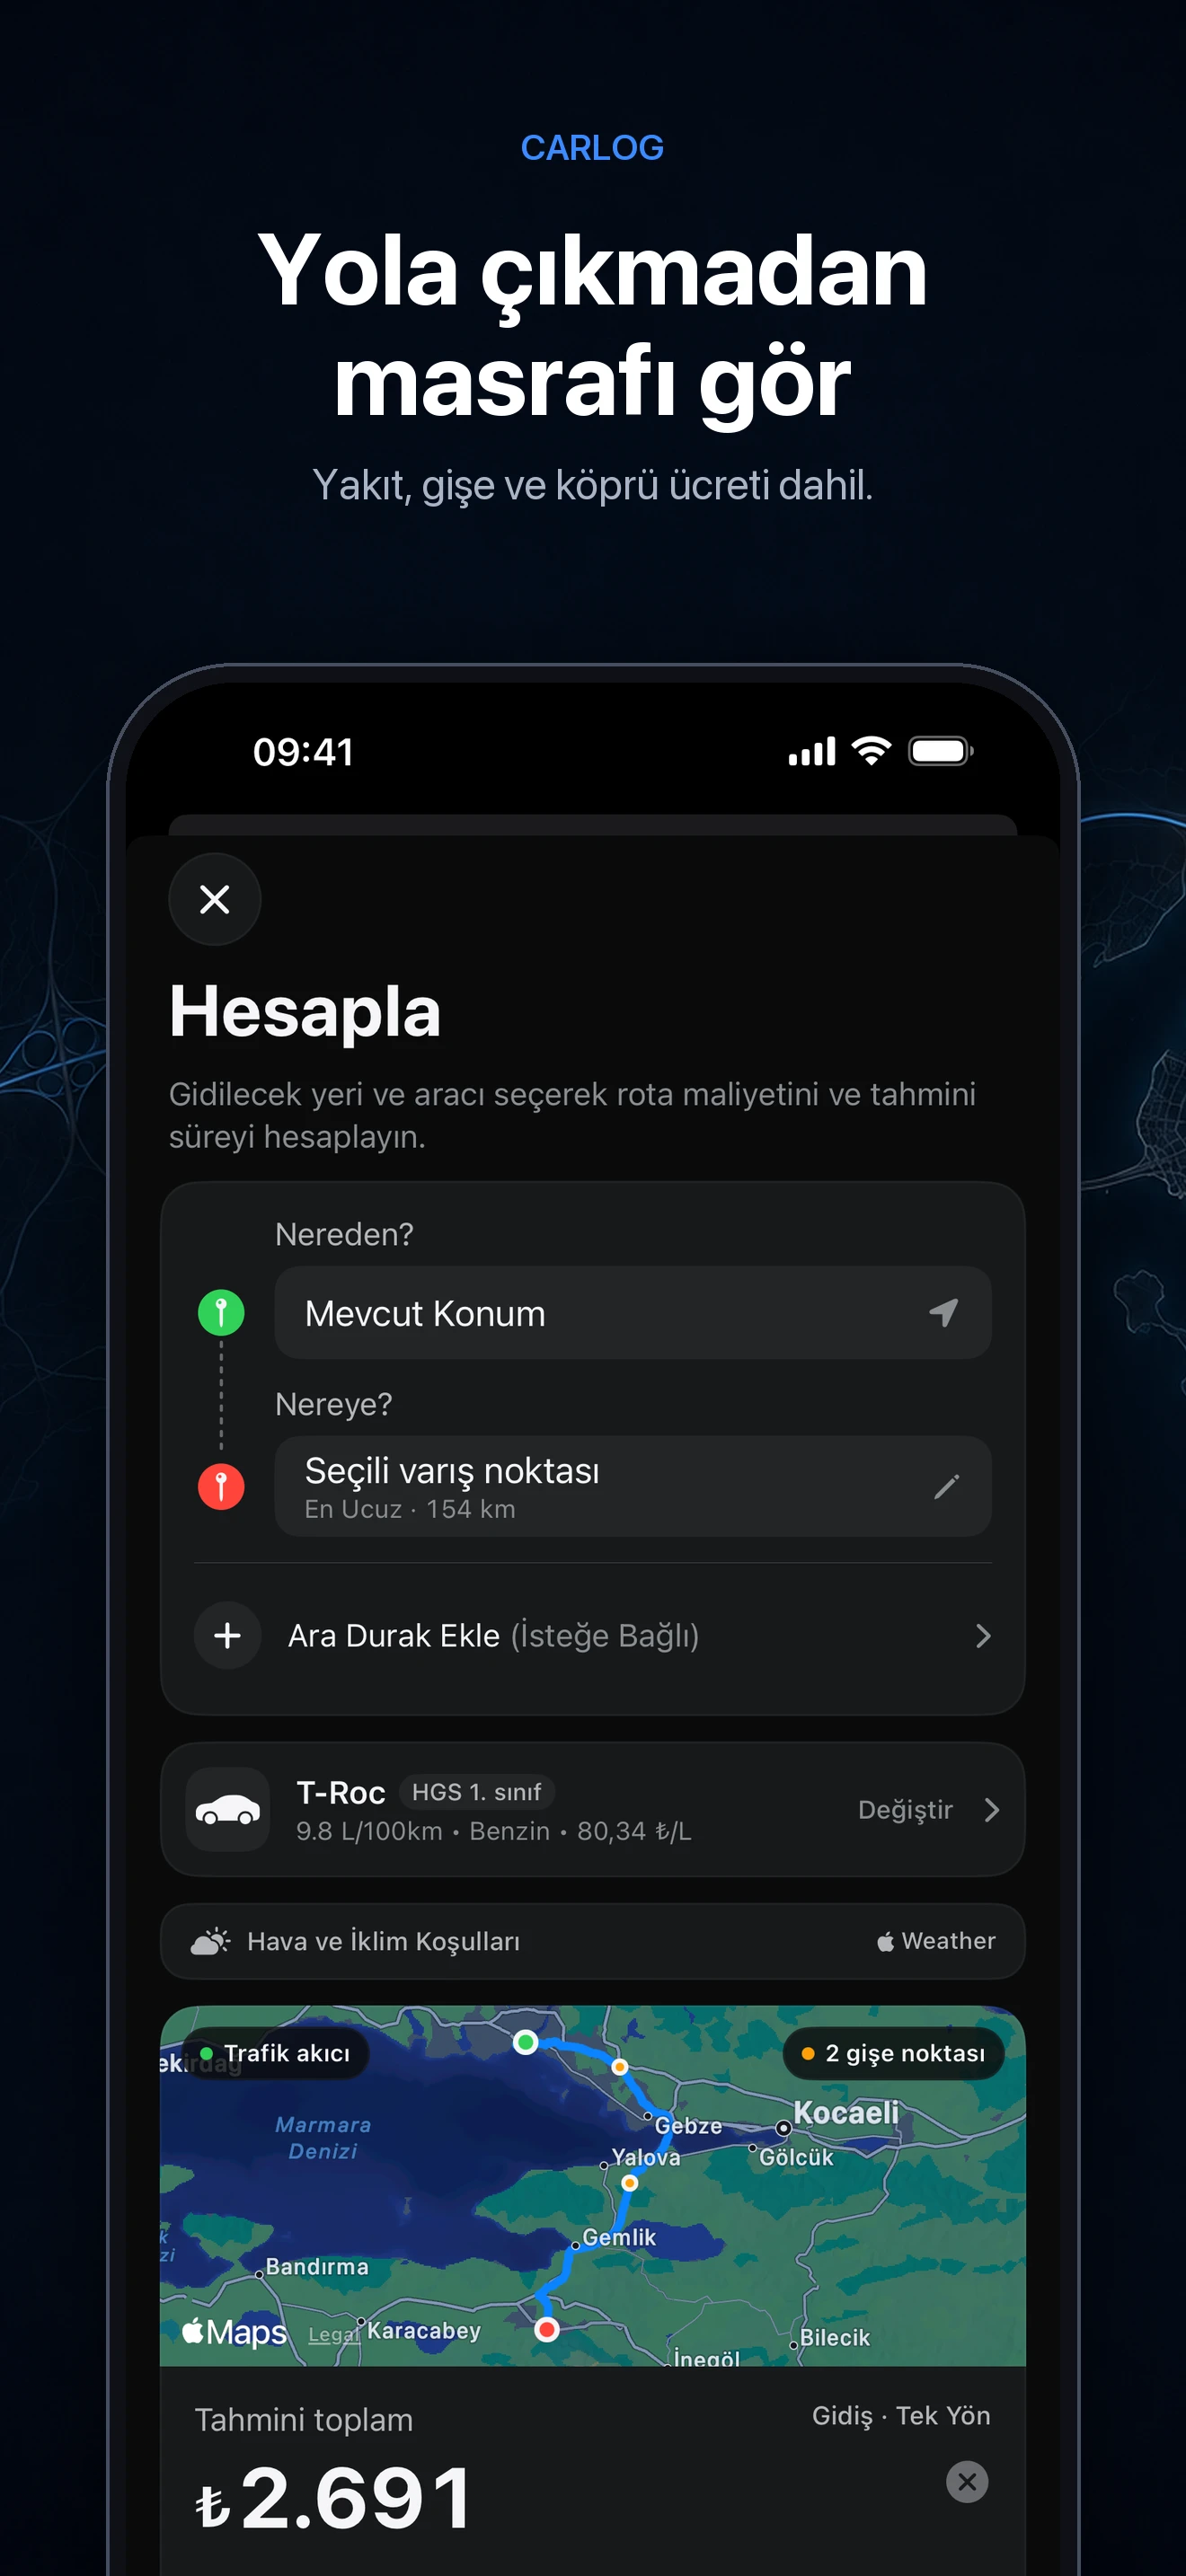 CARLOG
Yola çıkmadan
masrafı gör
Yakıt, gişe ve köprü ücreti dahil.
09:41
Hesapla
Gidilecek yeri ve aracı seçerek rota maliyetini ve tahmini
süreyi hesaplayın.
Nereden?
Mevcut Konum
Nereye?
Seçili varış noktası
En Ucuz · 154 km
Ara Durak Ekle (İsteğe Bağlı)
T-Roc HGS 1. sınıf
9.8 L/100km • Benzin • 80,34 ₺/L
Değiştir
Hava ve İklim Koşulları
Weather
Trafik akıcı
2 gişe noktası
Kocaeli
Marmara
Denizi
Gebze
Yalova
Gölcük
Gemlik
Bandırma
Maps
Legal
Karacabey
Bilecik
İnegöl
Tahmini toplam
Gidiş · Tek Yön
₺2.691